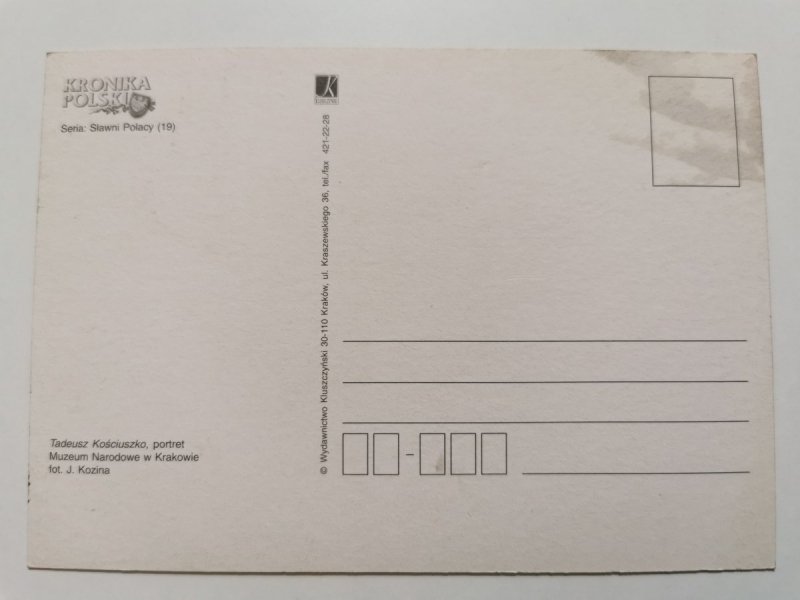 KRONIKA
POLSKI
Seria: Sławni Polacy (19)
K
© Wydawnictwo Kluszczyński 30-110 Kraków, ul. Kraszewskiego 36, tel./fax 421-22-28
Tadeusz Kościuszko, portret
Muzeum Narodowe w Krakowie
fot. J. Kozina
–